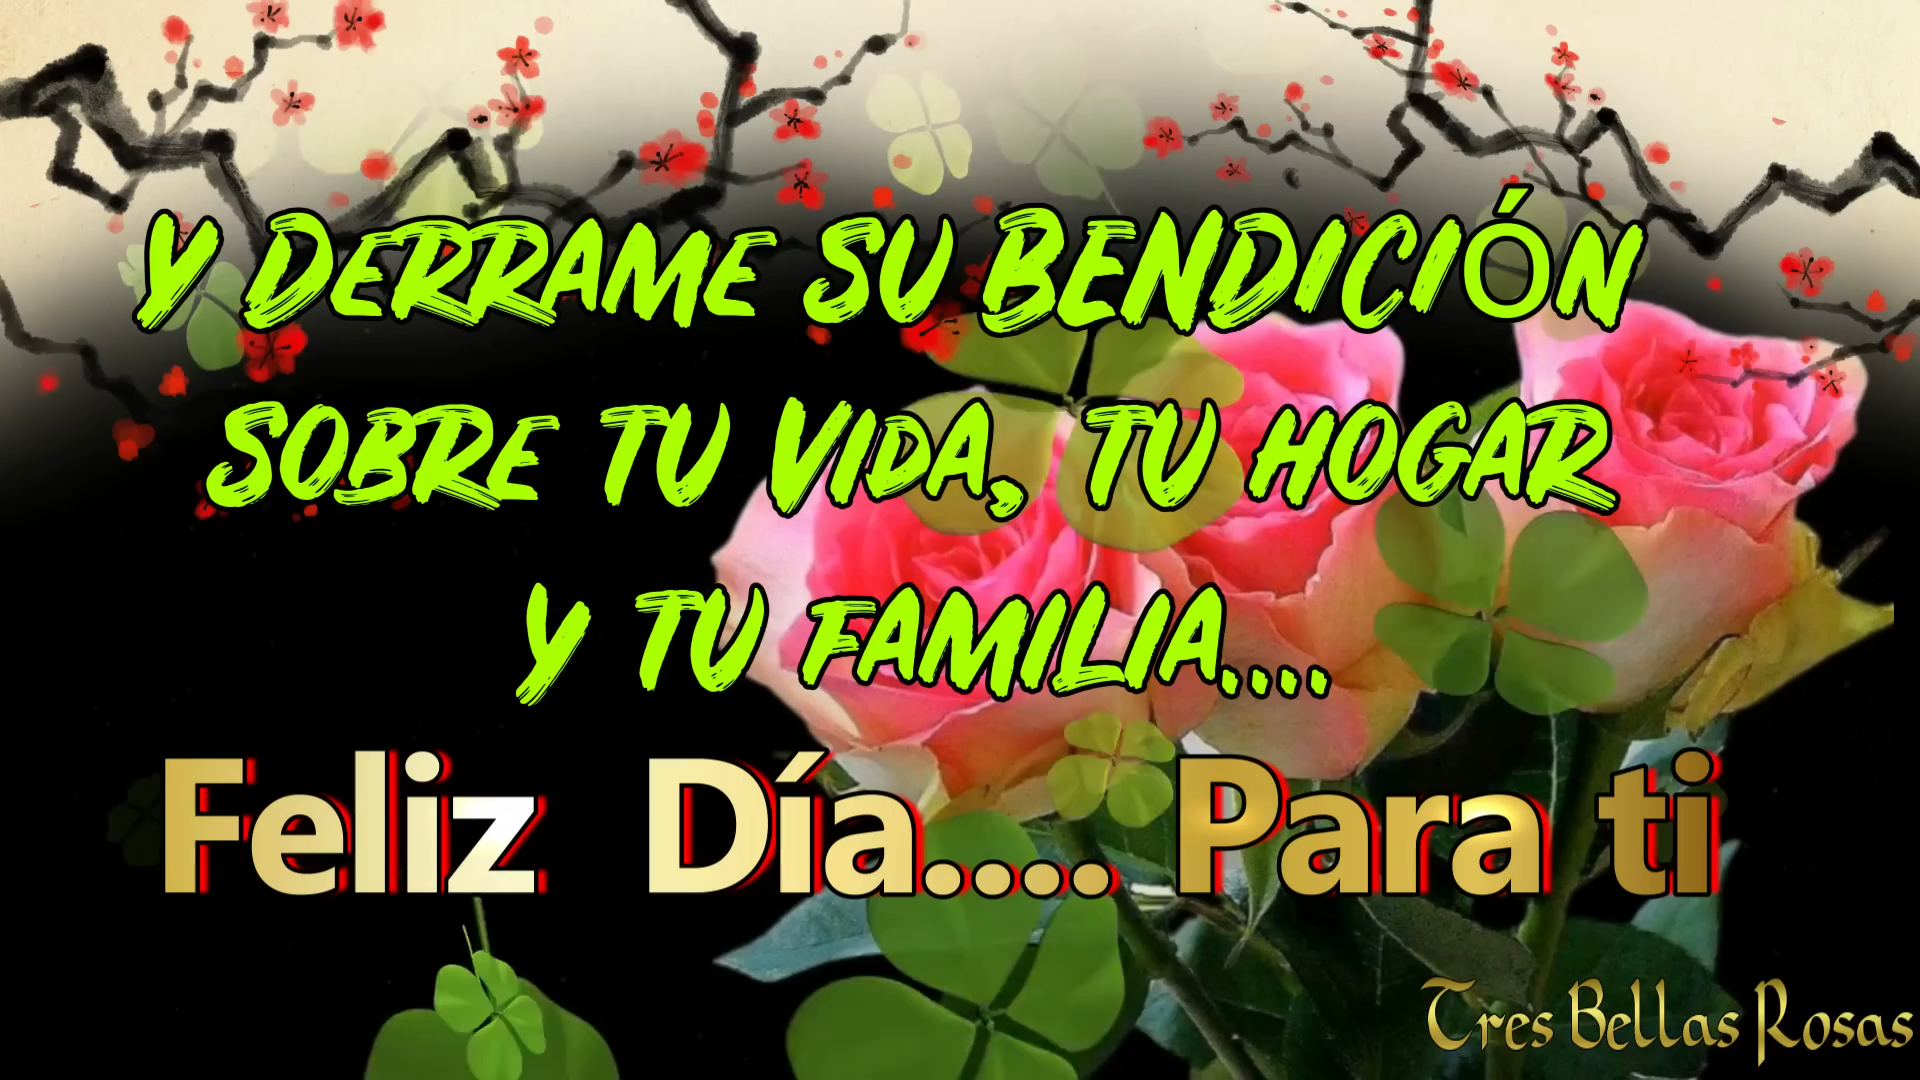 Y DERRAME SU BENDICIÓN
SOBRE TU VIDA, TU HOGAR
Y TU FAMILIA....
Feliz Día.... Para ti
Tres Bellas Rosas